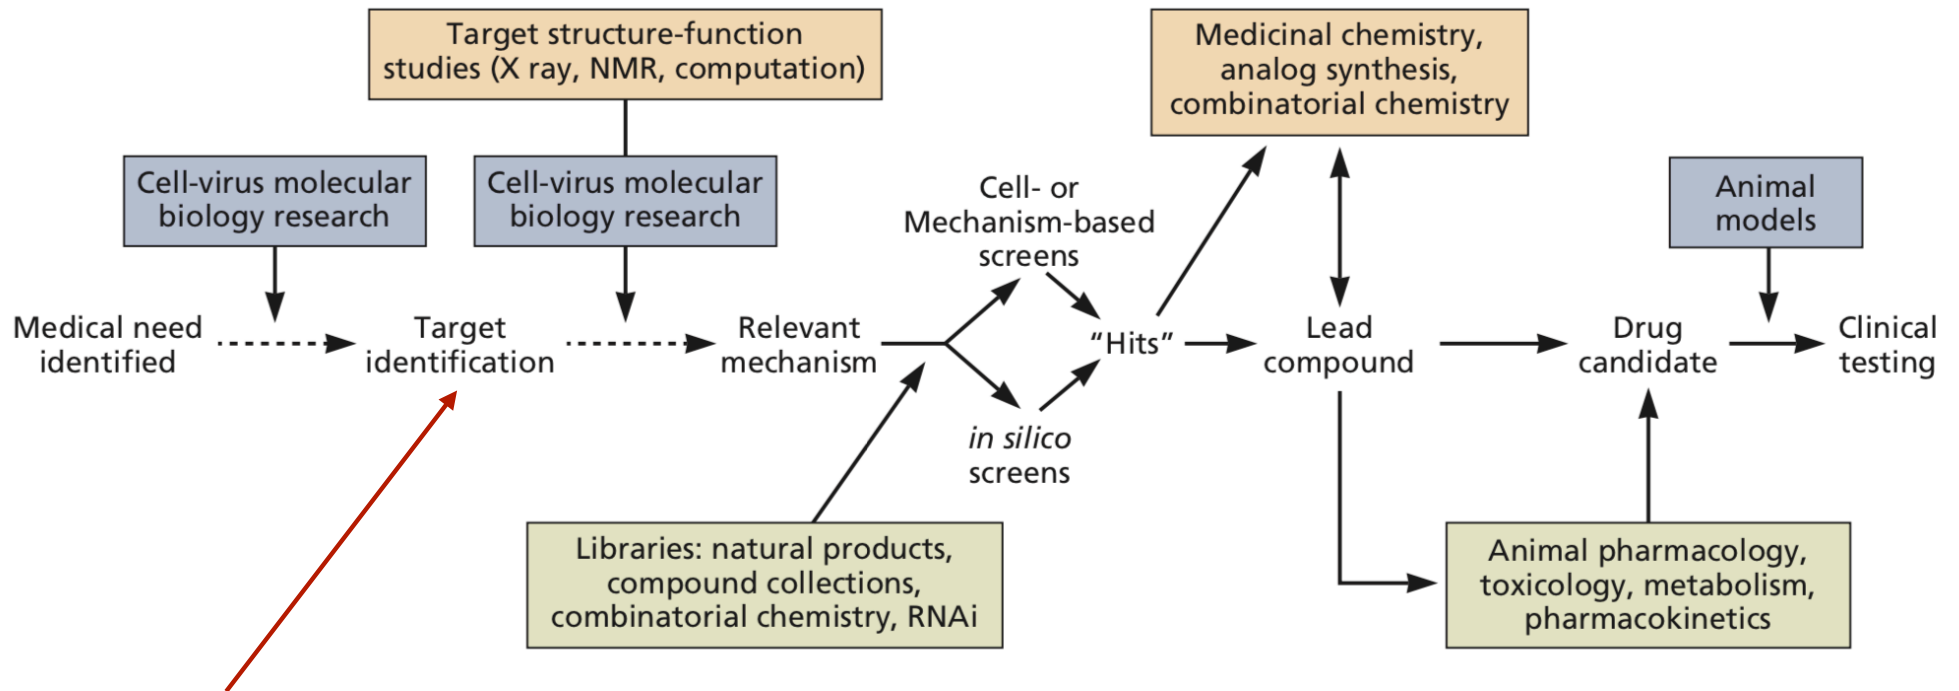 Target structure-function
studies (X ray, NMR, computation)
Medicinal chemistry,
analog synthesis,
combinatorial chemistry
Cell-virus molecular
biology research
Cell-virus molecular
biology research
Cell- or
Mechanism-based
screens
Animal
models
Medical need
identified
Target
identification
Relevant
mechanism
“Hits”
Lead
compound
Drug
candidate
Clinical
testing
in silico
screens
Libraries: natural products,
compound collections,
combinatorial chemistry, RNAi
Animal pharmacology,
toxicology, metabolism,
pharmacokinetics